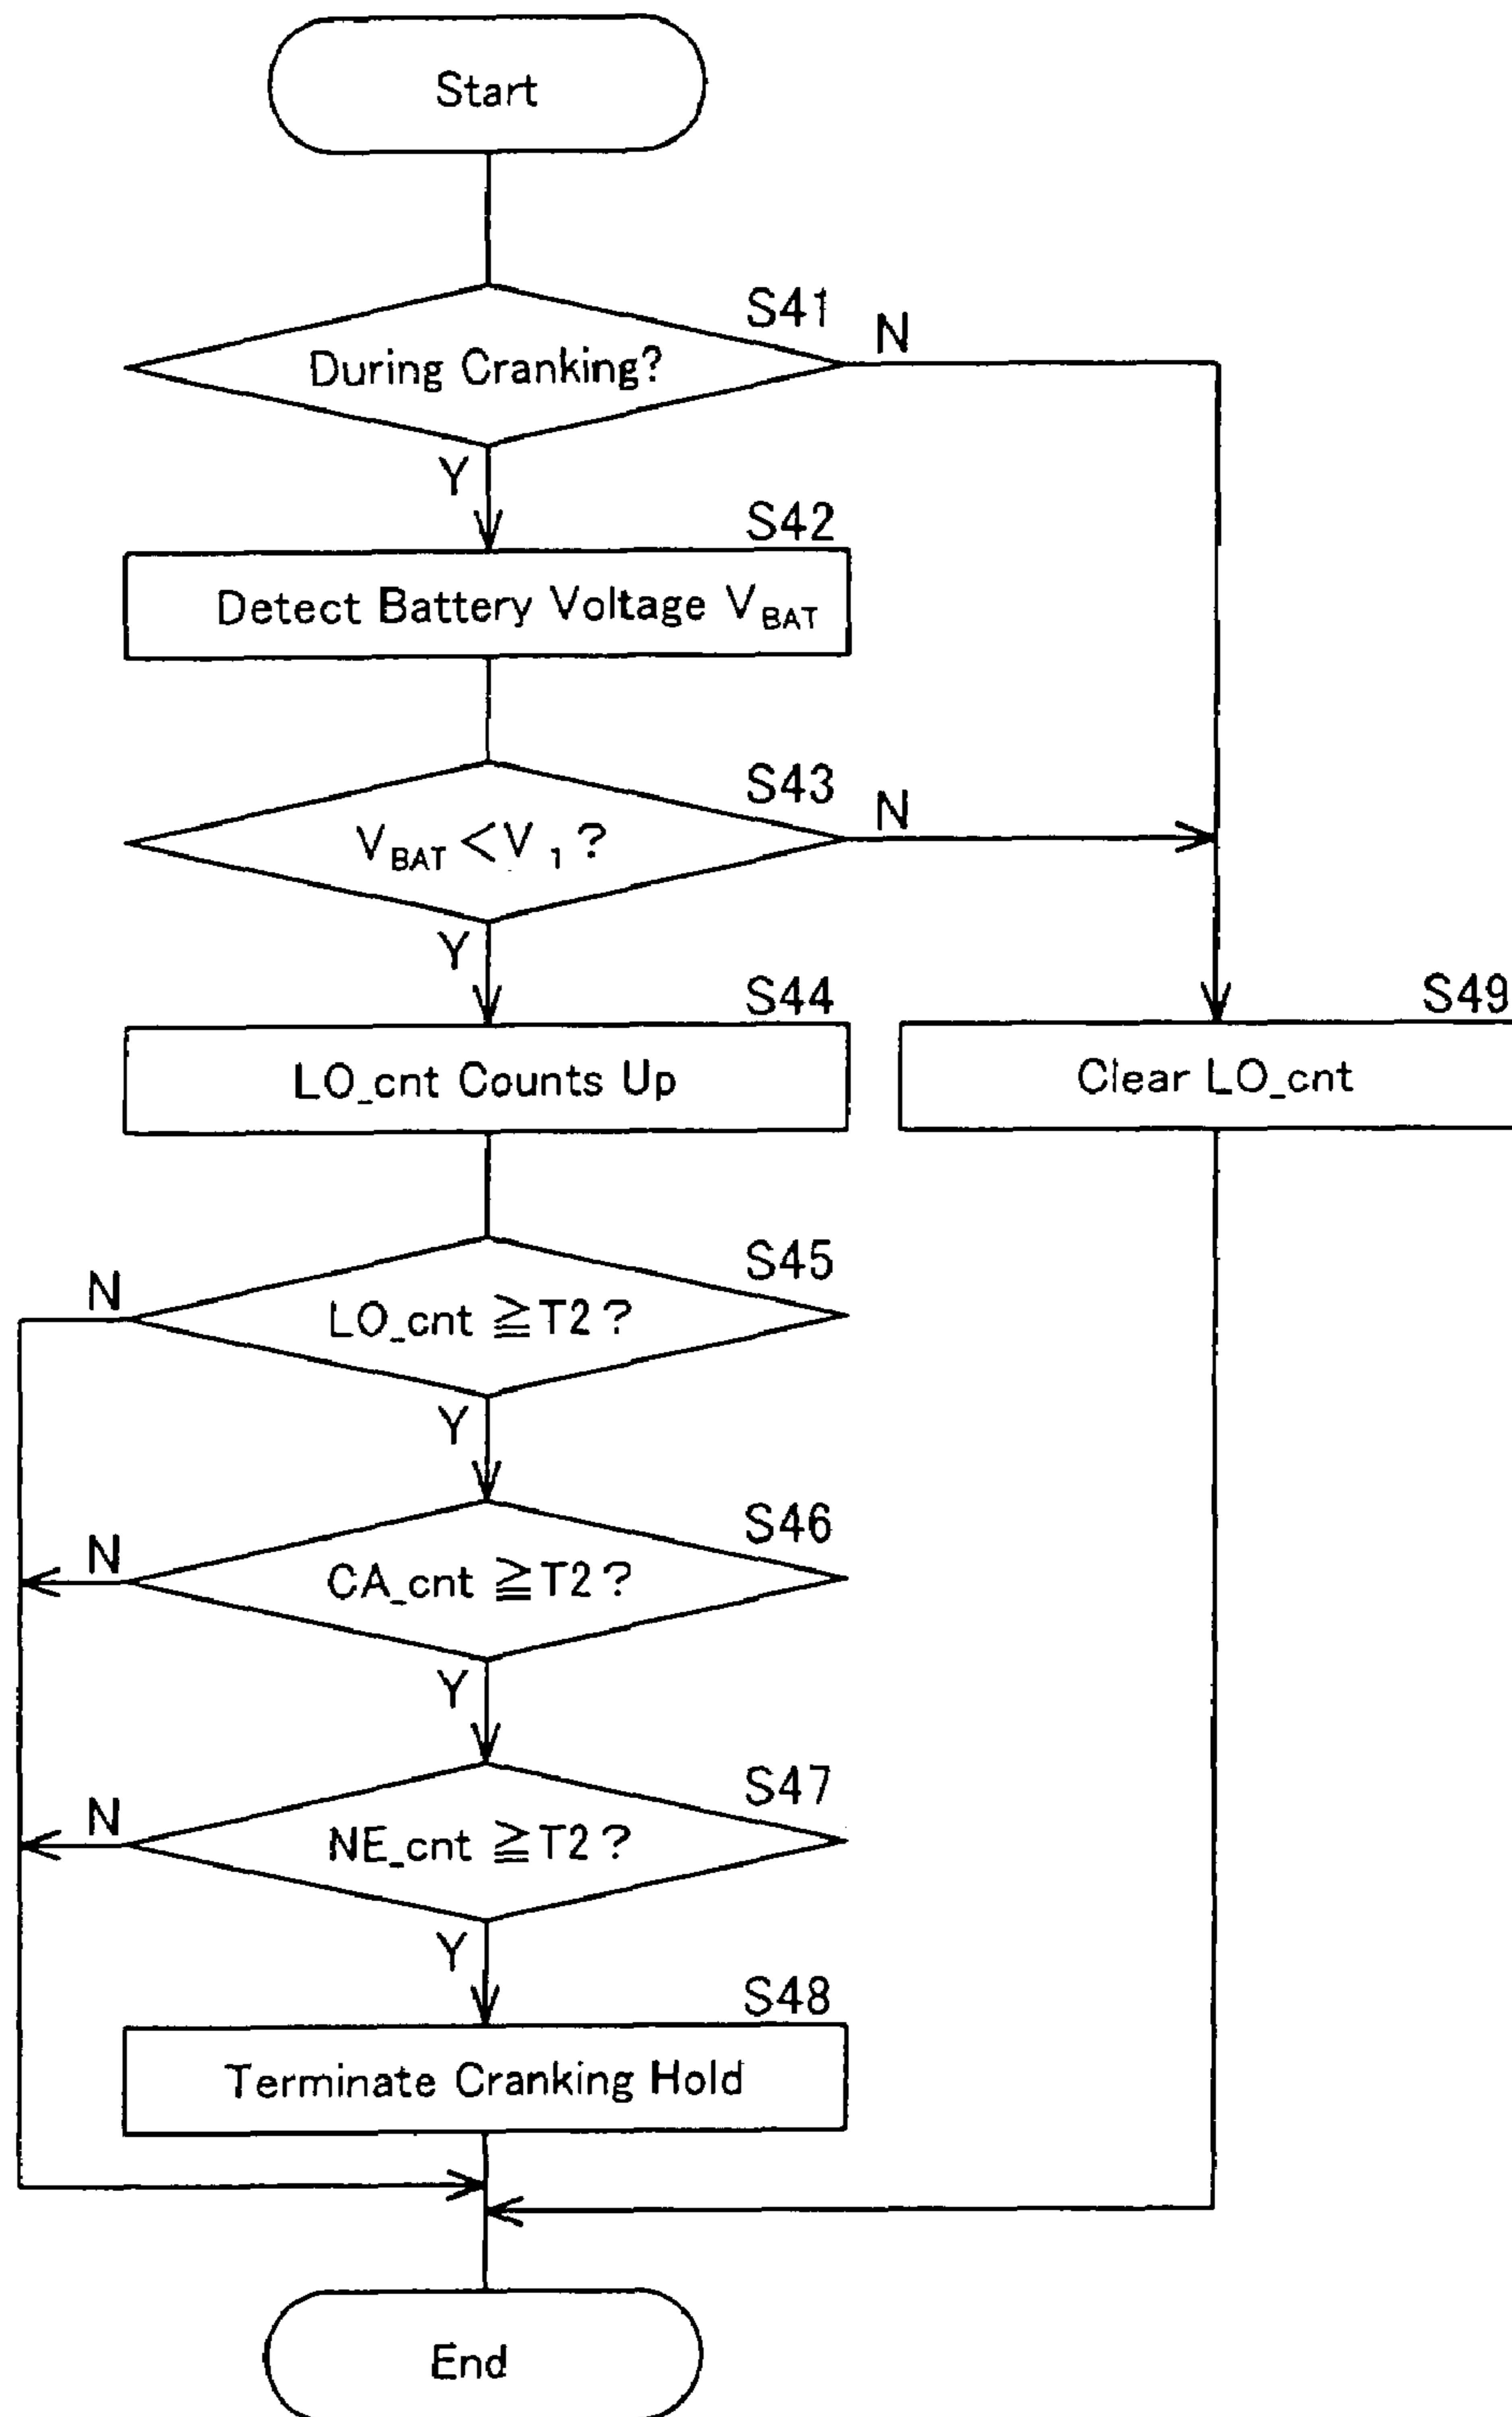 Start
S41
During Cranking?
N
Y
S42
Detect Battery Voltage V_BAT
S43
V_BAT < V_1 ?
N
Y
S44
LO_cnt Counts Up
S49
Clear LO_cnt
S45
N
LO_cnt ≧ T2 ?
Y
S46
N
CA_cnt ≧ T2 ?
Y
S47
N
NE_cnt ≧ T2 ?
Y
S48
Terminate Cranking Hold
End